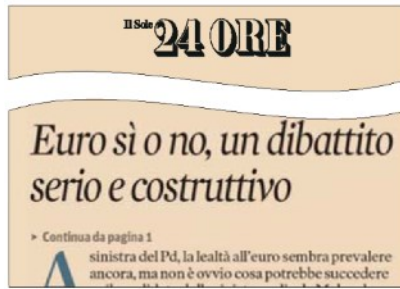 Il Sole
24 ORE
Euro sì o no, un dibattito
serio e costruttivo
▸ Continua da pagina 1
A
sinistra del Pd, la lealtà all'euro sembra prevalere
ancora, ma non è ovvio cosa potrebbe succedere